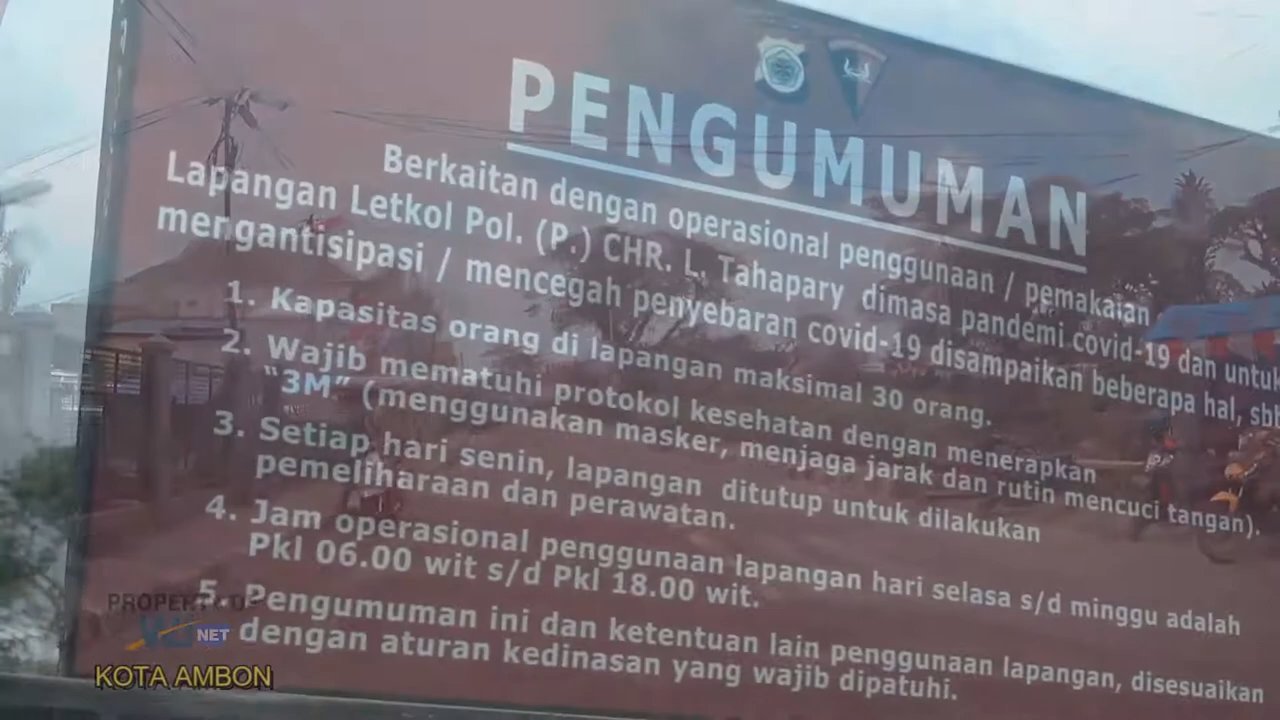 PENGUMUMAN
Berkaitan dengan operasional penggunaan / pemakaian
Lapangan Letkol Pol. (P.) CHR. L. Tahapary dimasa pandemi covid-19 dan untuk
mengantisipasi / mencegah penyebaran covid-19 disampaikan beberapa hal, sbb
1. Kapasitas orang di lapangan maksimal 30 orang.
2. Wajib mematuhi protokol kesehatan dengan menerapkan
“3M” (menggunakan masker, menjaga jarak dan rutin mencuci tangan).
3. Setiap hari senin, lapangan ditutup untuk dilakukan
pemeliharaan dan perawatan.
4. Jam operasional penggunaan lapangan hari selasa s/d minggu adalah
Pkl 06.00 wit s/d Pkl 18.00 wit.
5. Pengumuman ini dan ketentuan lain penggunaan lapangan, disesuaikan
dengan aturan kedinasan yang wajib dipatuhi.
PROPERTY OF
NET
KOTA AMBON